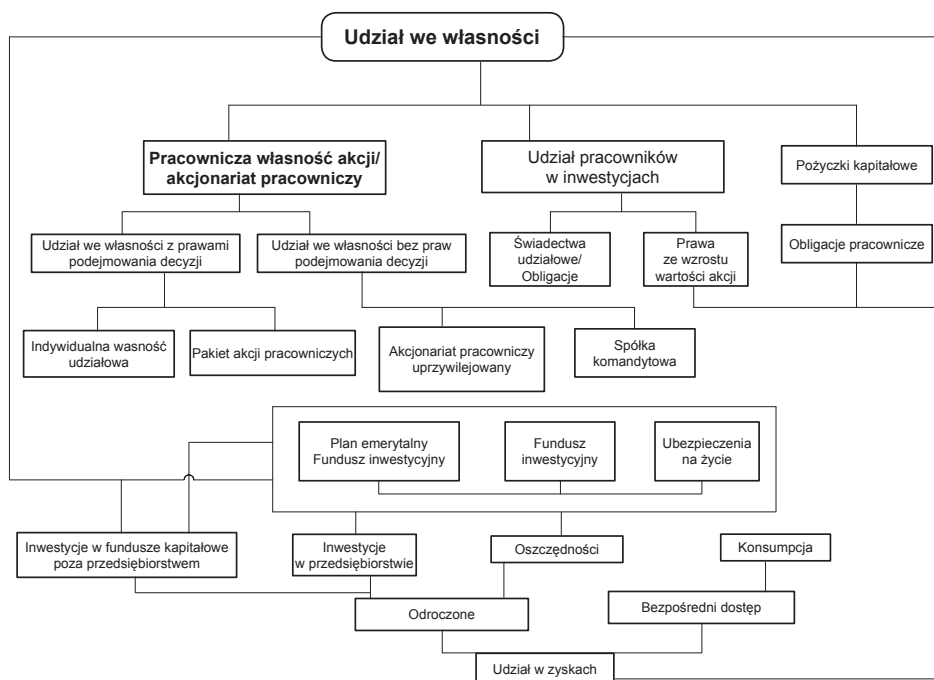 Udział we własności
Pracownicza własność akcji/
akcjonariat pracowniczy
Udział pracowników
w inwestycjach
Pożyczki kapitałowe
Udział we własności z prawami
podejmowania decyzji
Udział we własności bez praw
podejmowania decyzji
Świadectwa
udziałowe/
Obligacje
Prawa
ze wzrostu
wartości akcji
Obligacje pracownicze
Indywidualna wasność
udziałowa
Pakiet akcji pracowniczych
Akcjonariat pracowniczy
uprzywilejowany
Spółka
komandytowa
Plan emerytalny
Fundusz inwestycyjny
Fundusz
inwestycyjny
Ubezpieczenia
na życie
Inwestycje w fundusze kapitałowe
poza przedsiębiorstwem
Inwestycje
w przedsiębiorstwie
Oszczędności
Konsumpcja
Odroczone
Bezpośredni dostęp
Udział w zyskach